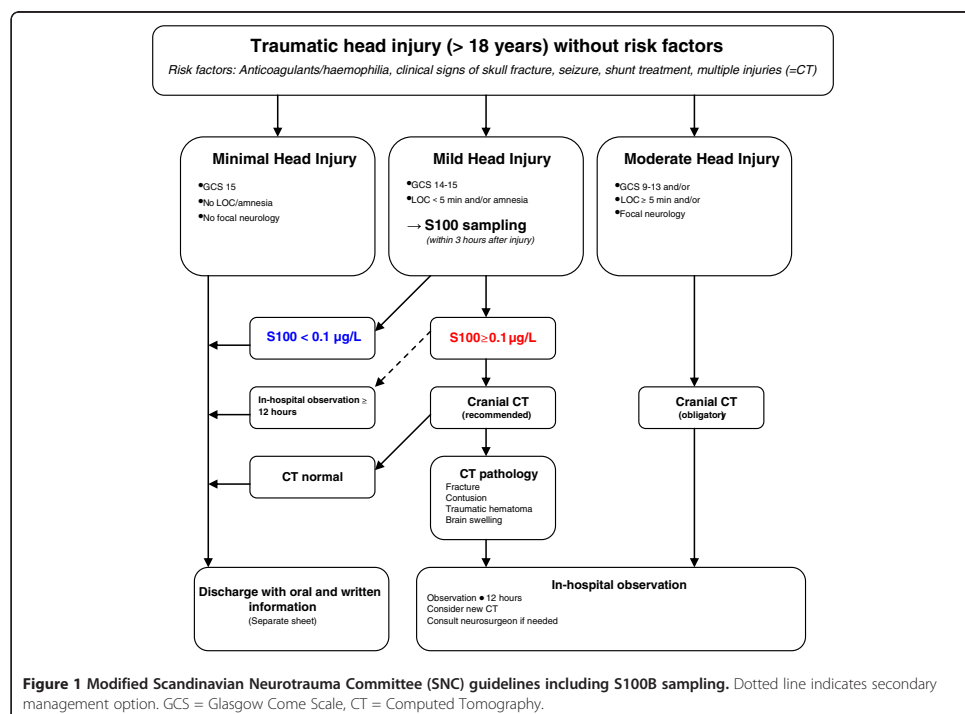 Traumatic head injury (> 18 years) without risk factors
Risk factors: Anticoagulants/haemophilia, clinical signs of skull fracture, seizure, shunt treatment, multiple injuries (=CT)
Minimal Head Injury
•GCS 15
•No LOC/amnesia
•No focal neurology
Mild Head Injury
•GCS 14-15
•LOC < 5 min and/or amnesia
→ S100 sampling
(within 3 hours after injury)
Moderate Head Injury
•GCS 9-13 and/or
•LOC ≥ 5 min and/or
•Focal neurology
S100 < 0.1 µg/L
S100≥0.1µg/L
In-hospital observation ≥
12 hours
Cranial CT
(recommended)
Cranial CT
(obligatory)
CT normal
CT pathology
Fracture
Contusion
Traumatic hematoma
Brain swelling
Discharge with oral and written
information
(Separate sheet)
In-hospital observation
Observation • 12 hours
Consider new CT
Consult neurosurgeon if needed
Figure 1 Modified Scandinavian Neurotrauma Committee (SNC) guidelines including S100B sampling. Dotted line indicates secondary
management option. GCS = Glasgow Come Scale, CT = Computed Tomography.